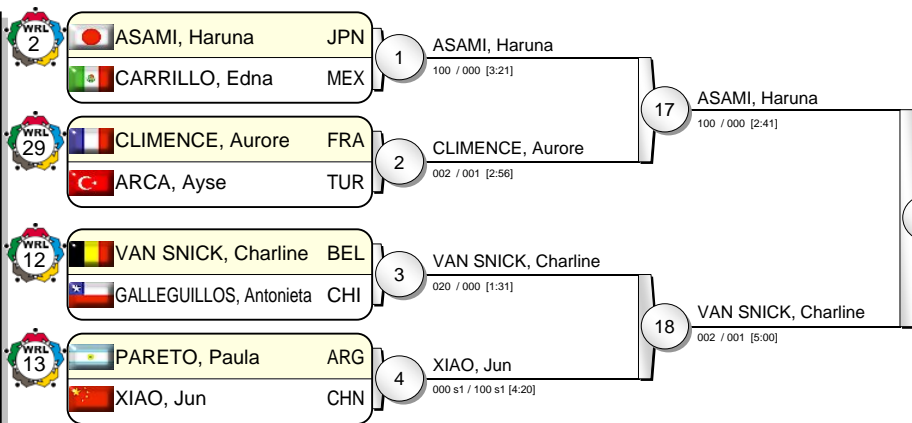 WRL
2
ASAMI, Haruna JPN
CARRILLO, Edna MEX
1
ASAMI, Haruna
100 / 000 [3:21]
WRL
29
CLIMENCE, Aurore FRA
ARCA, Ayse TUR
2
CLIMENCE, Aurore
002 / 001 [2:56]
17
ASAMI, Haruna
100 / 000 [2:41]
WRL
12
VAN SNICK, Charline BEL
GALLEGUILLOS, Antonieta CHI
3
VAN SNICK, Charline
020 / 000 [1:31]
WRL
13
PARETO, Paula ARG
XIAO, Jun CHN
4
XIAO, Jun
000 s1 / 100 s1 [4:20]
18
VAN SNICK, Charline
002 / 001 [5:00]